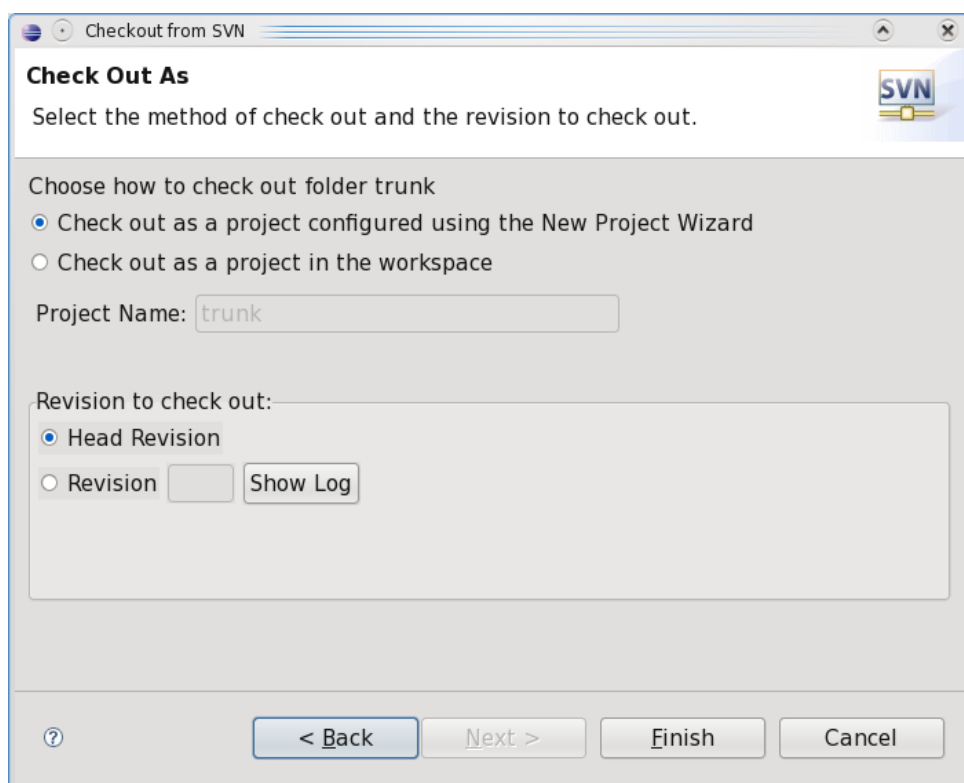 Checkout from SVN
Check Out As
Select the method of check out and the revision to check out.
SVN
Choose how to check out folder trunk
Check out as a project configured using the New Project Wizard
Check out as a project in the workspace
Project Name: trunk
Revision to check out:
Head Revision
Revision Show Log
? < Back Next > Finish Cancel